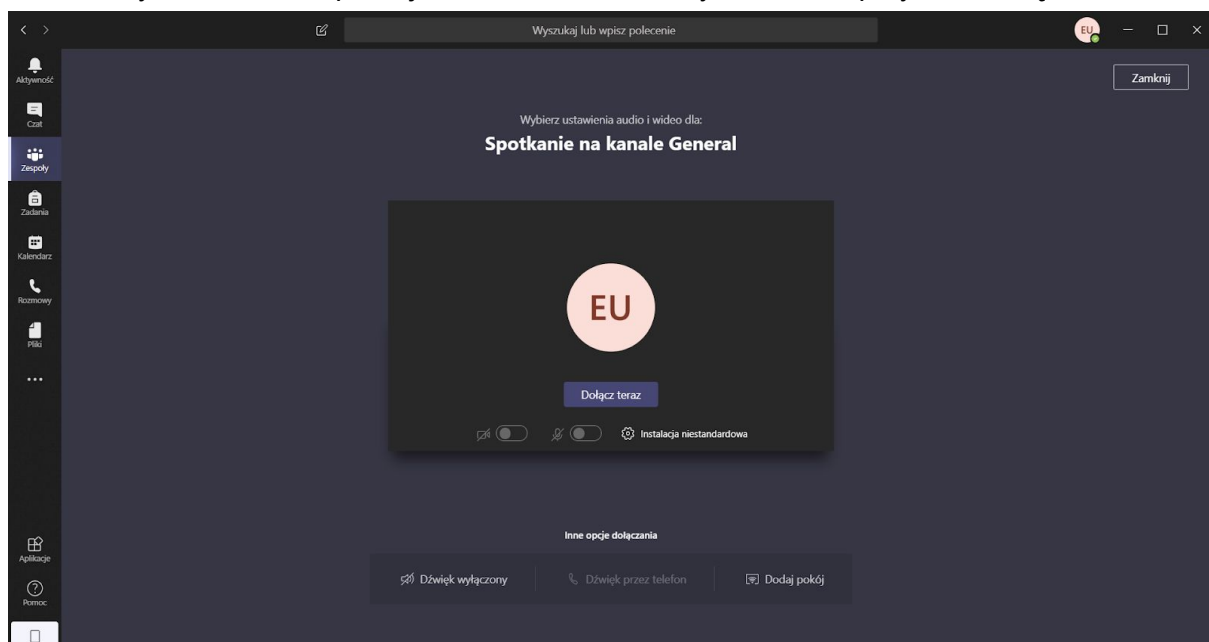 Wyszukaj lub wpisz polecenie
EU
Aktywność
Czat
Zespoły
Zadania
Kalendarz
Rozmowy
Pliki
Aplikacje
Pomoc
Zamknij
Wybierz ustawienia audio i wideo dla:
Spotkanie na kanale General
EU
Dołącz teraz
Instalacja niestandardowa
Inne opcje dołączania
Dźwięk wyłączony
Dźwięk przez telefon
Dodaj pokój